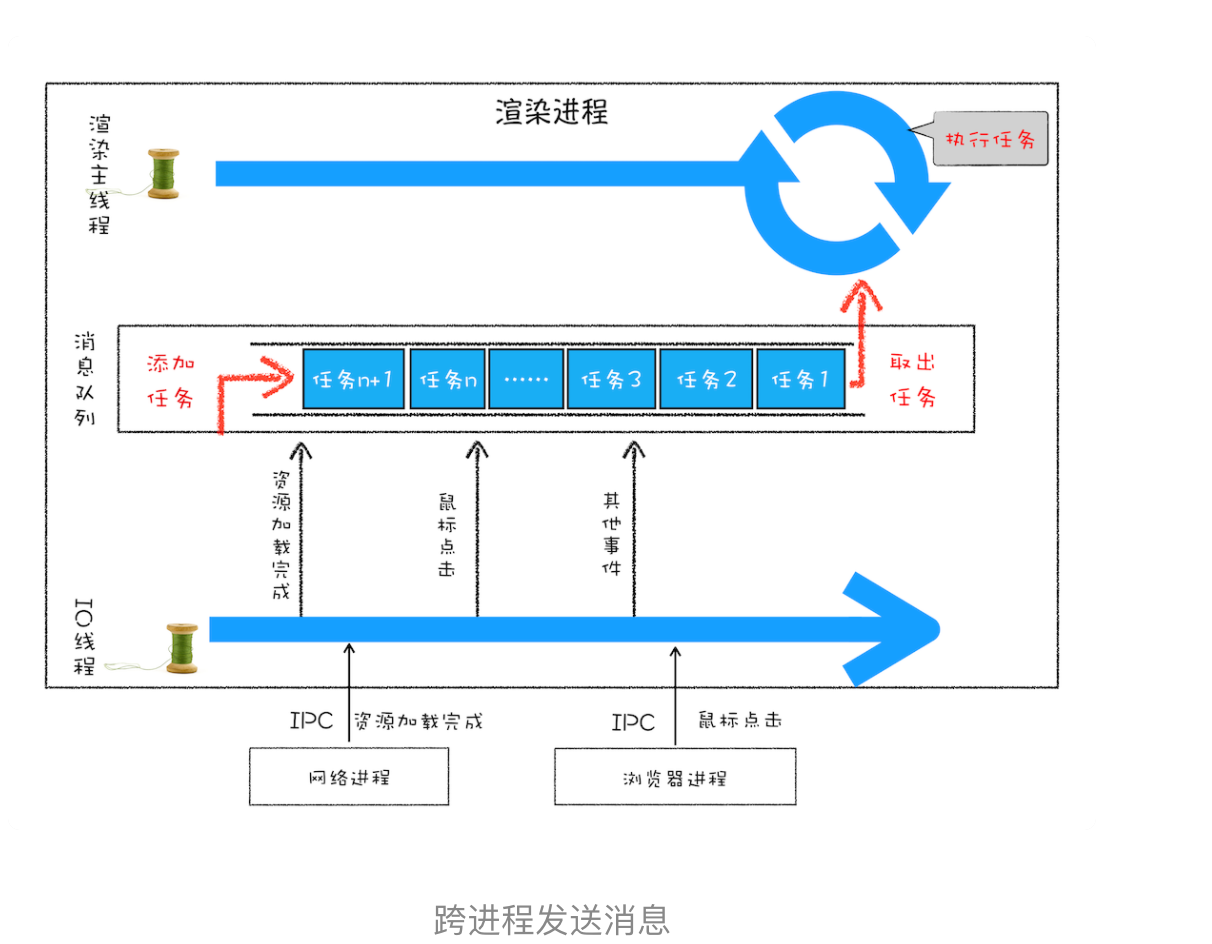 渲染进程
渲染主线程
执行任务
消息队列
添加
任务
任务n+1
任务n
……
任务3
任务2
任务1
取出
任务
资源加载完成
鼠标点击
其他事件
IO线程
IPC
资源加载完成
IPC
鼠标点击
网络进程
浏览器进程
跨进程发送消息